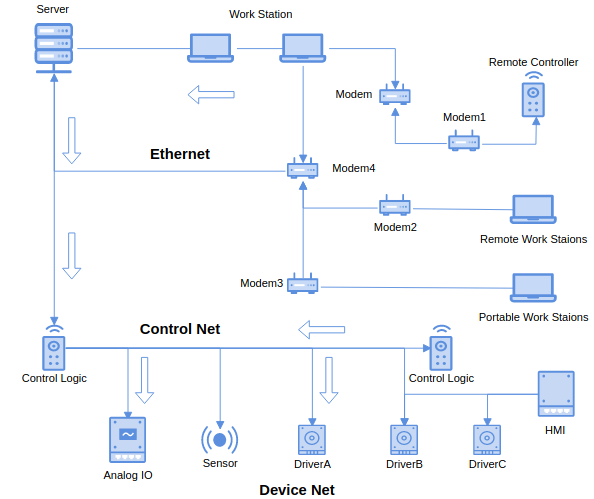 Server
Work Station
Remote Controller
Modem
Modem1
Ethernet
Modem4
Modem2
Remote Work Staions
Modem3
Portable Work Staions
Control Net
Control Logic
Control Logic
HMI
Analog IO
Sensor
DriverA
DriverB
DriverC
Device Net